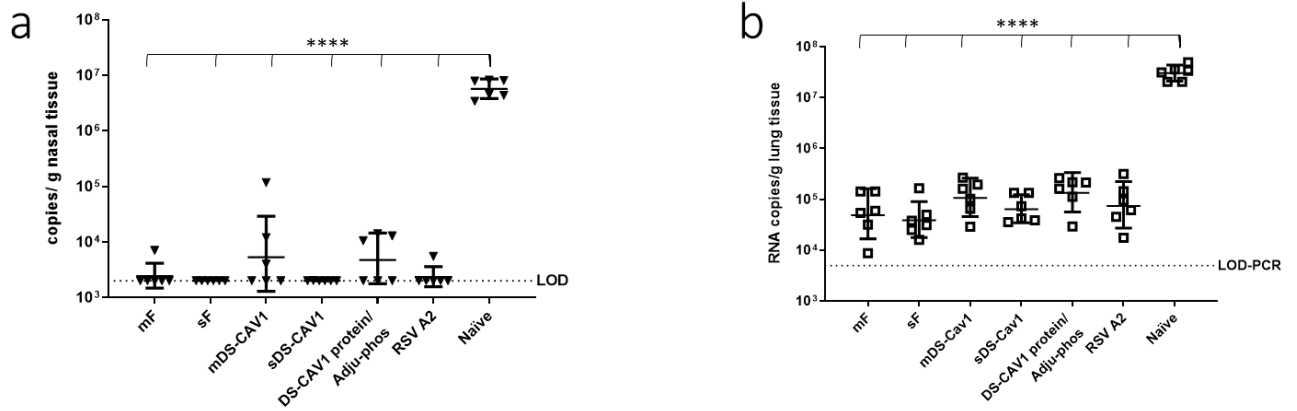 a
copies/ g nasal tissue
10⁸
10⁷
10⁶
10⁵
10⁴
10³
****
LOD
mF
sF
mDS-CAV1
sDS-CAV1
DS-CAV1 protein/
Adju-phos
RSV A2
Naïve
b
RNA copies/g lung tissue
10⁸
10⁷
10⁶
10⁵
10⁴
10³
****
LOD-PCR
mF
sF
mDS-Cav1
sDS-Cav1
DS-CAV1 protein/
Adju-phos
RSV A2
Naïve